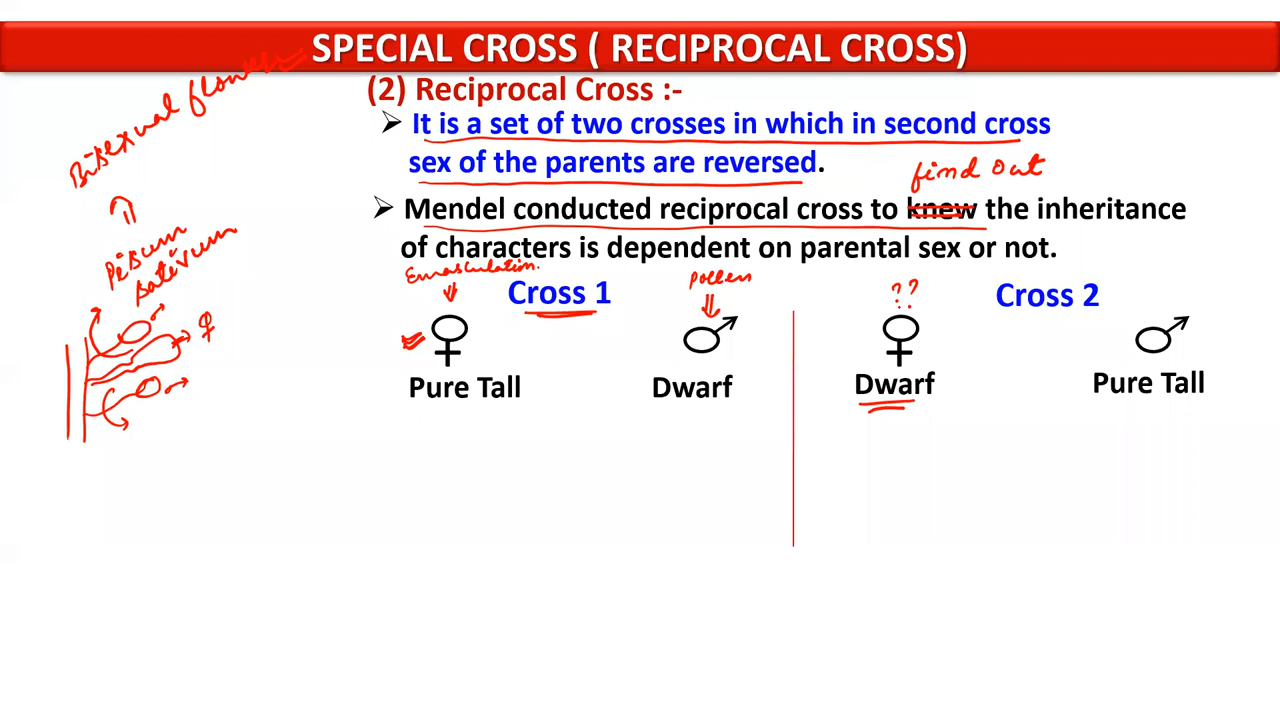 SPECIAL CROSS ( RECIPROCAL CROSS)
Bisexual flower
(2) Reciprocal Cross :-
➢ It is a set of two crosses in which in second cross
sex of the parents are reversed.
find out
➢ Mendel conducted reciprocal cross to knew the inheritance
of characters is dependent on parental sex or not.
Pisum
Sativum
Emasculation.
Pollen
??
Cross 1
Cross 2
♀
♀ ♂ ♀ ♂
Pure Tall Dwarf Dwarf Pure Tall